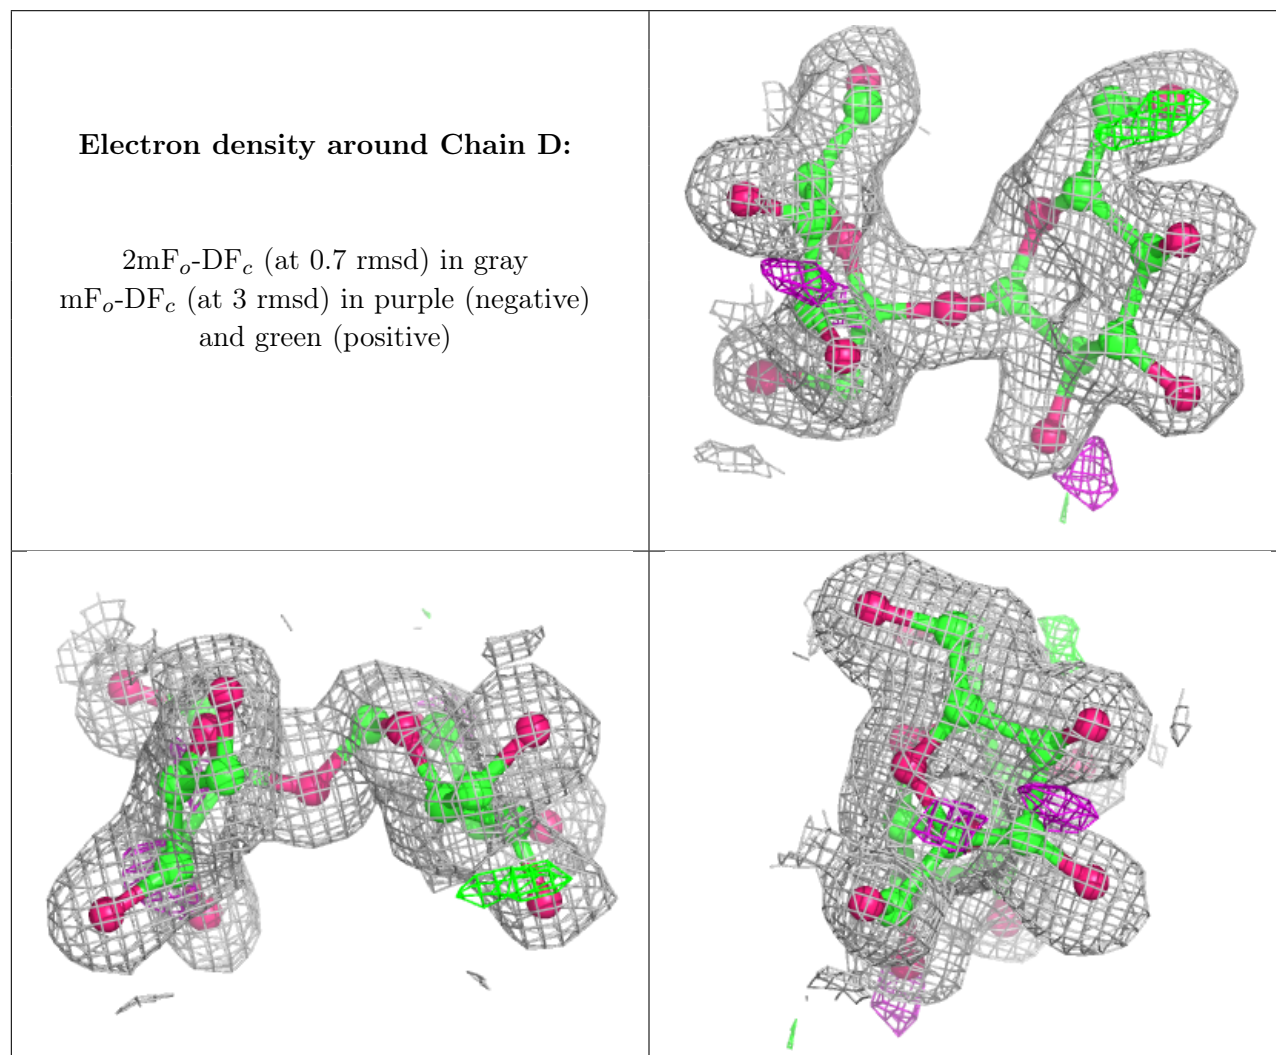 Electron density around Chain D:
2mFo-DFc (at 0.7 rmsd) in gray
mFo-DFc (at 3 rmsd) in purple (negative)
and green (positive)